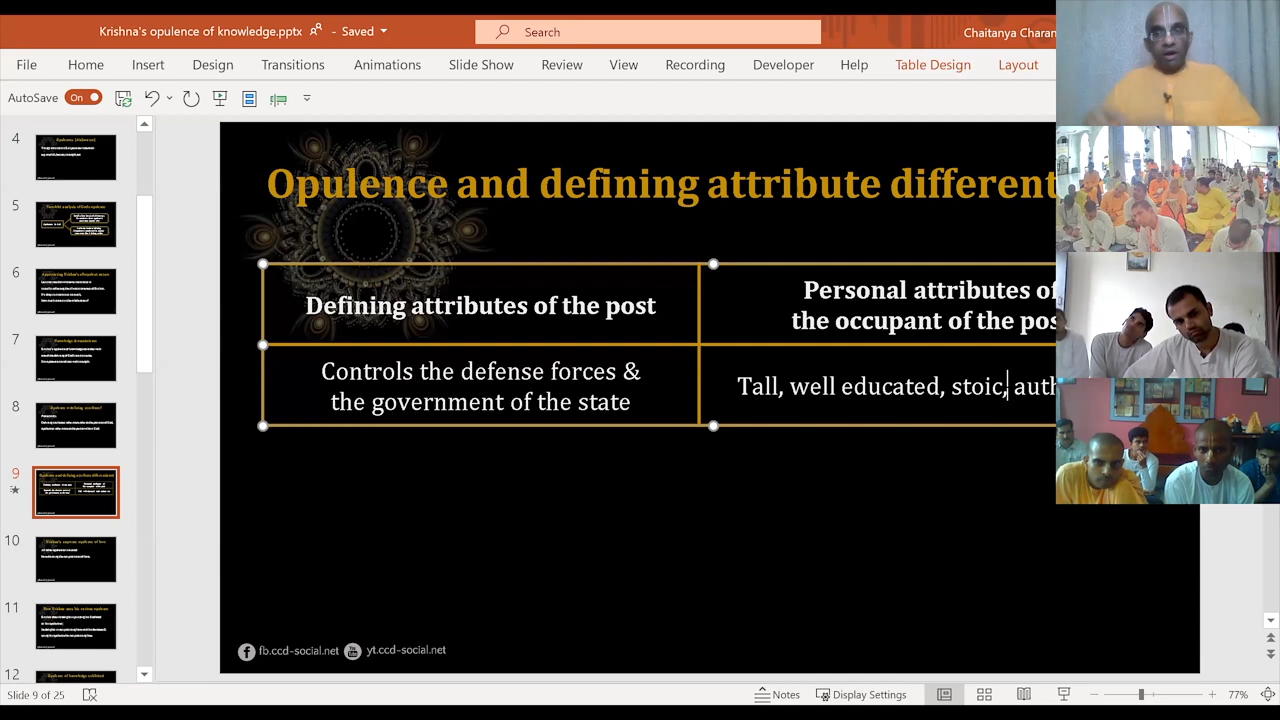 Krishna's opulence of knowledge.pptx - Saved
Search
Chaitanya Charan
File Home Insert Design Transitions Animations Slide Show Review View Recording Developer Help Table Design Layout
AutoSave On
4
5
6
7
8
9
10
11
12
Opulence and defining attribute different
Defining attributes of the post
Personal attributes of
the occupant of the pos
Controls the defense forces &
the government of the state
Tall, well educated, stoic, auth
fb.ccd-social.net yt.ccd-social.net
Slide 9 of 25
Notes Display Settings 77%